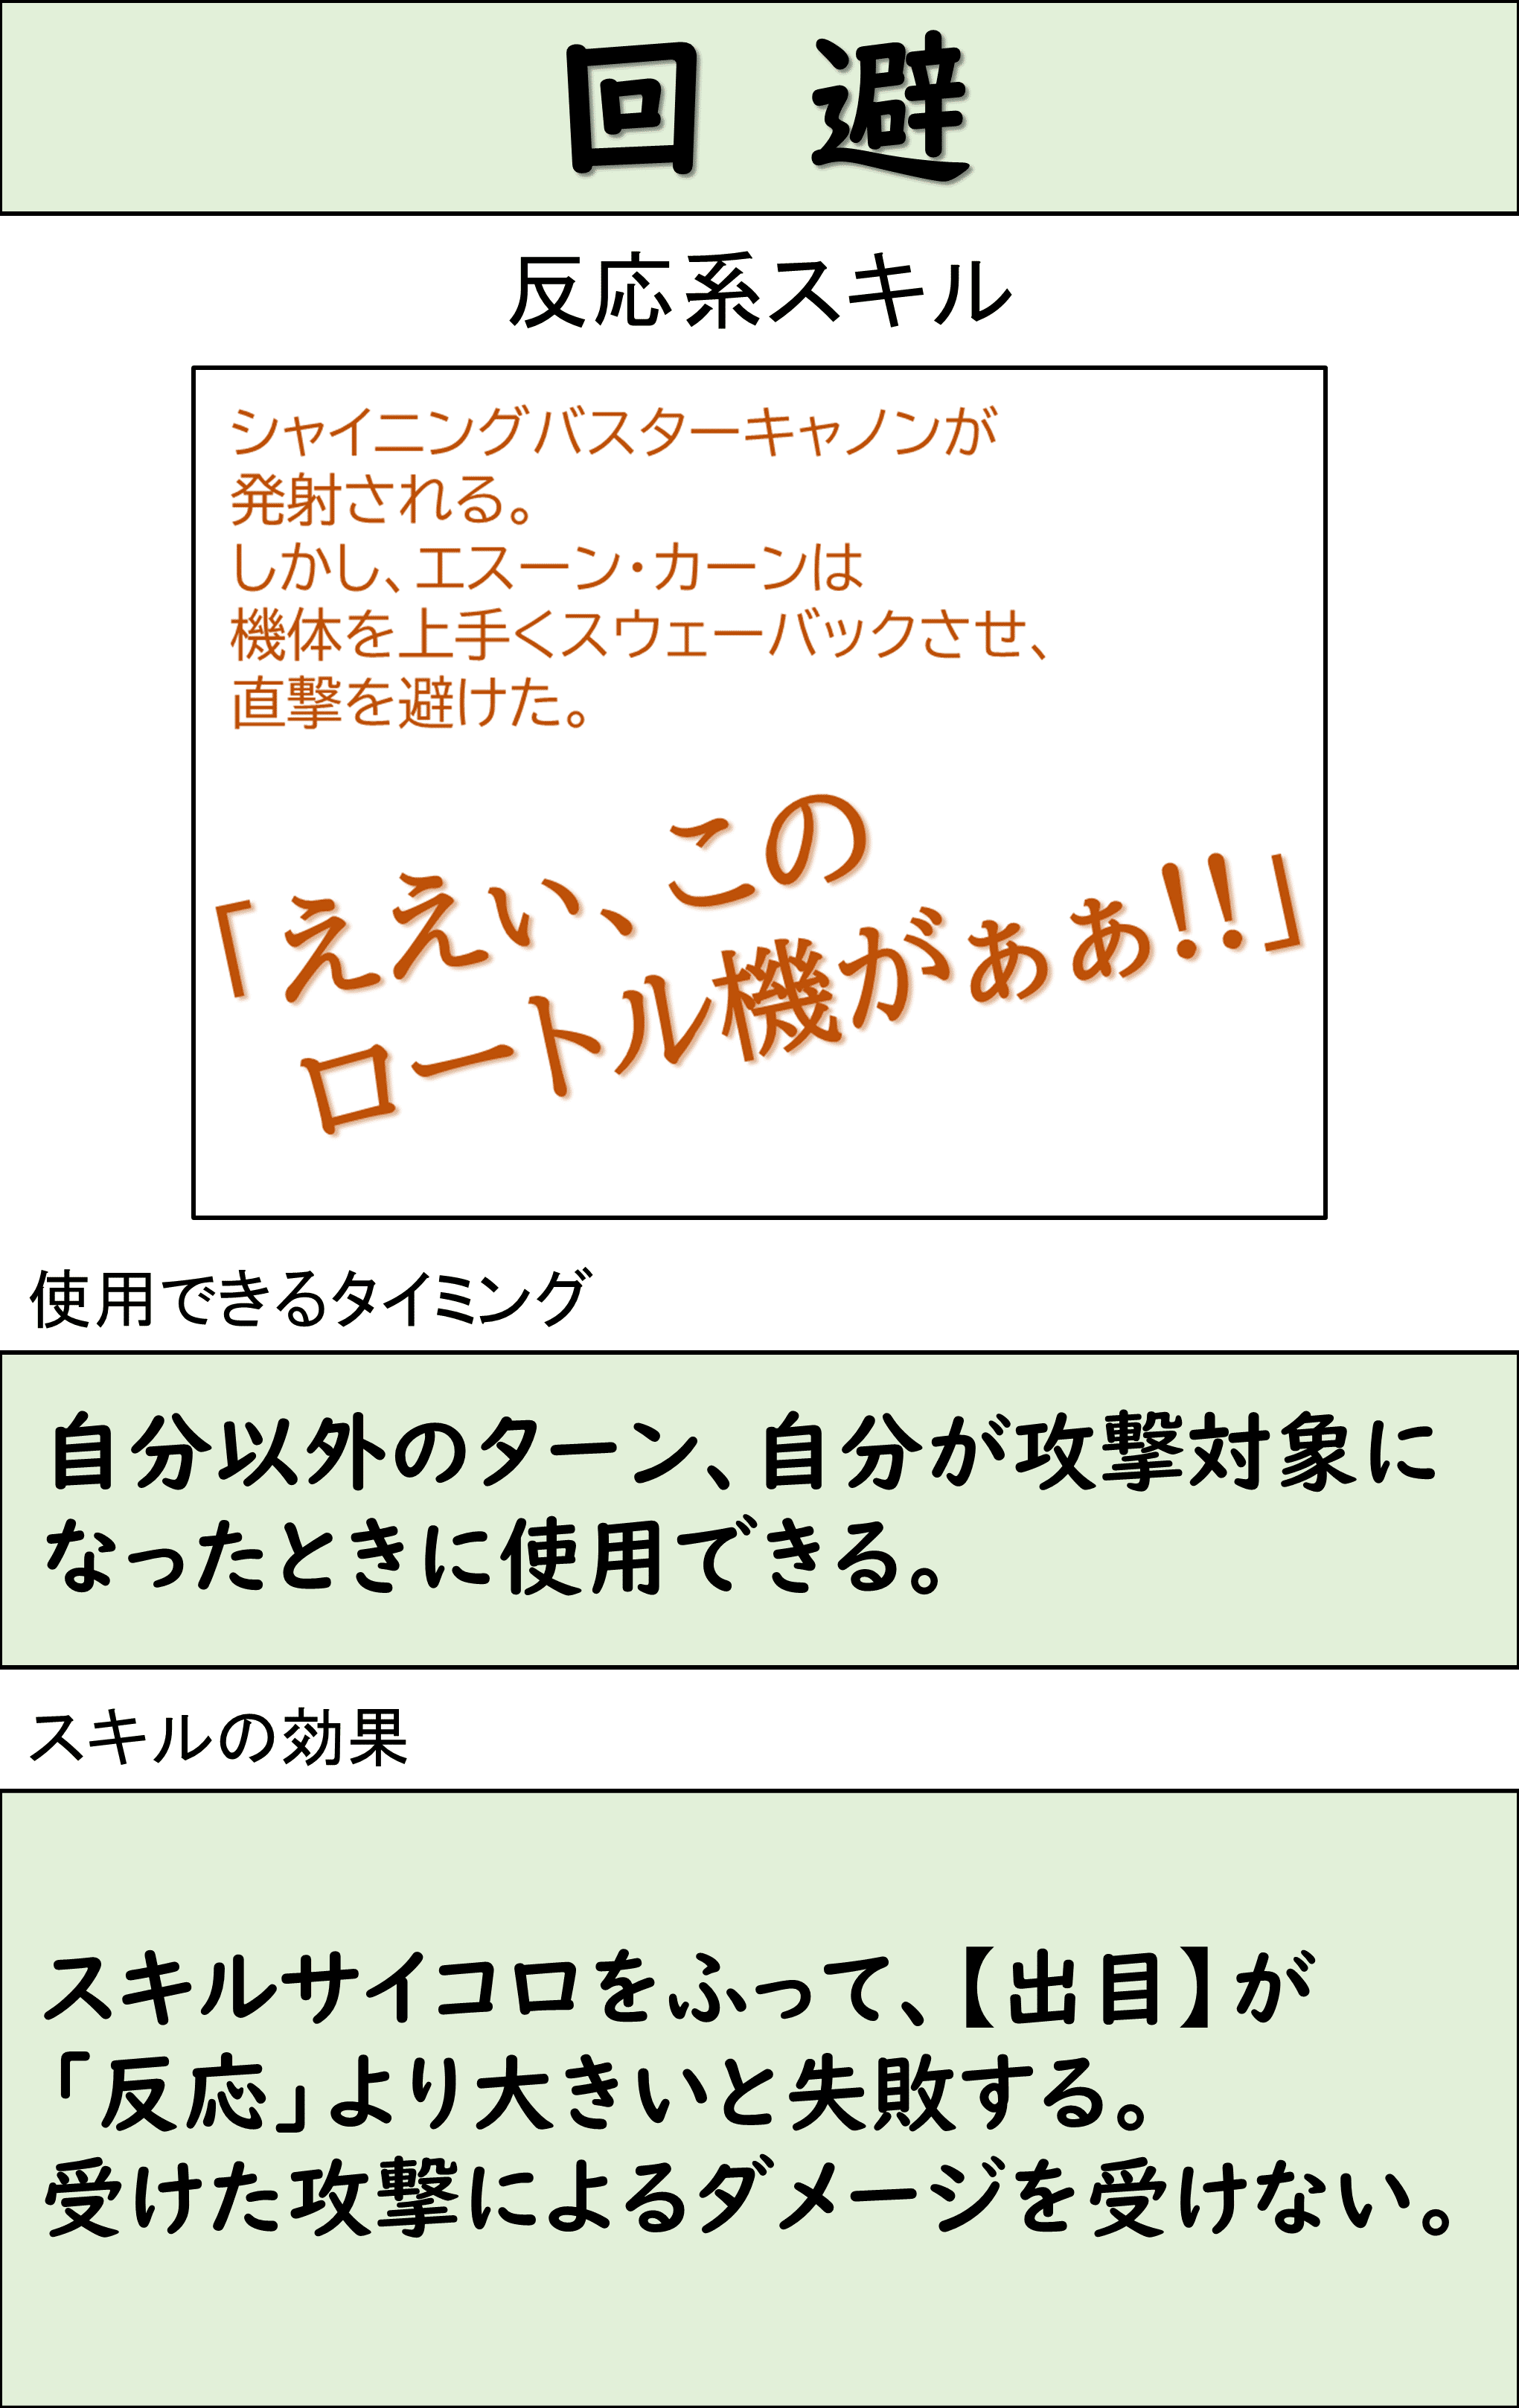 回避
反応系スキル
シャイニングバスターキャノンが
発射される。
しかし、エスーン・カーンは
機体を上手くスウェーバックさせ、
直撃を避けた。
「ええぃ、この
ロートル機がぁぁ!!」
使用できるタイミング
自分以外のターン、自分が攻撃対象に
なったときに使用できる。
スキルの効果
スキルサイコロをふって、【出目】が
「反応」より大きいと失敗する。
受けた攻撃によるダメージを受けない。